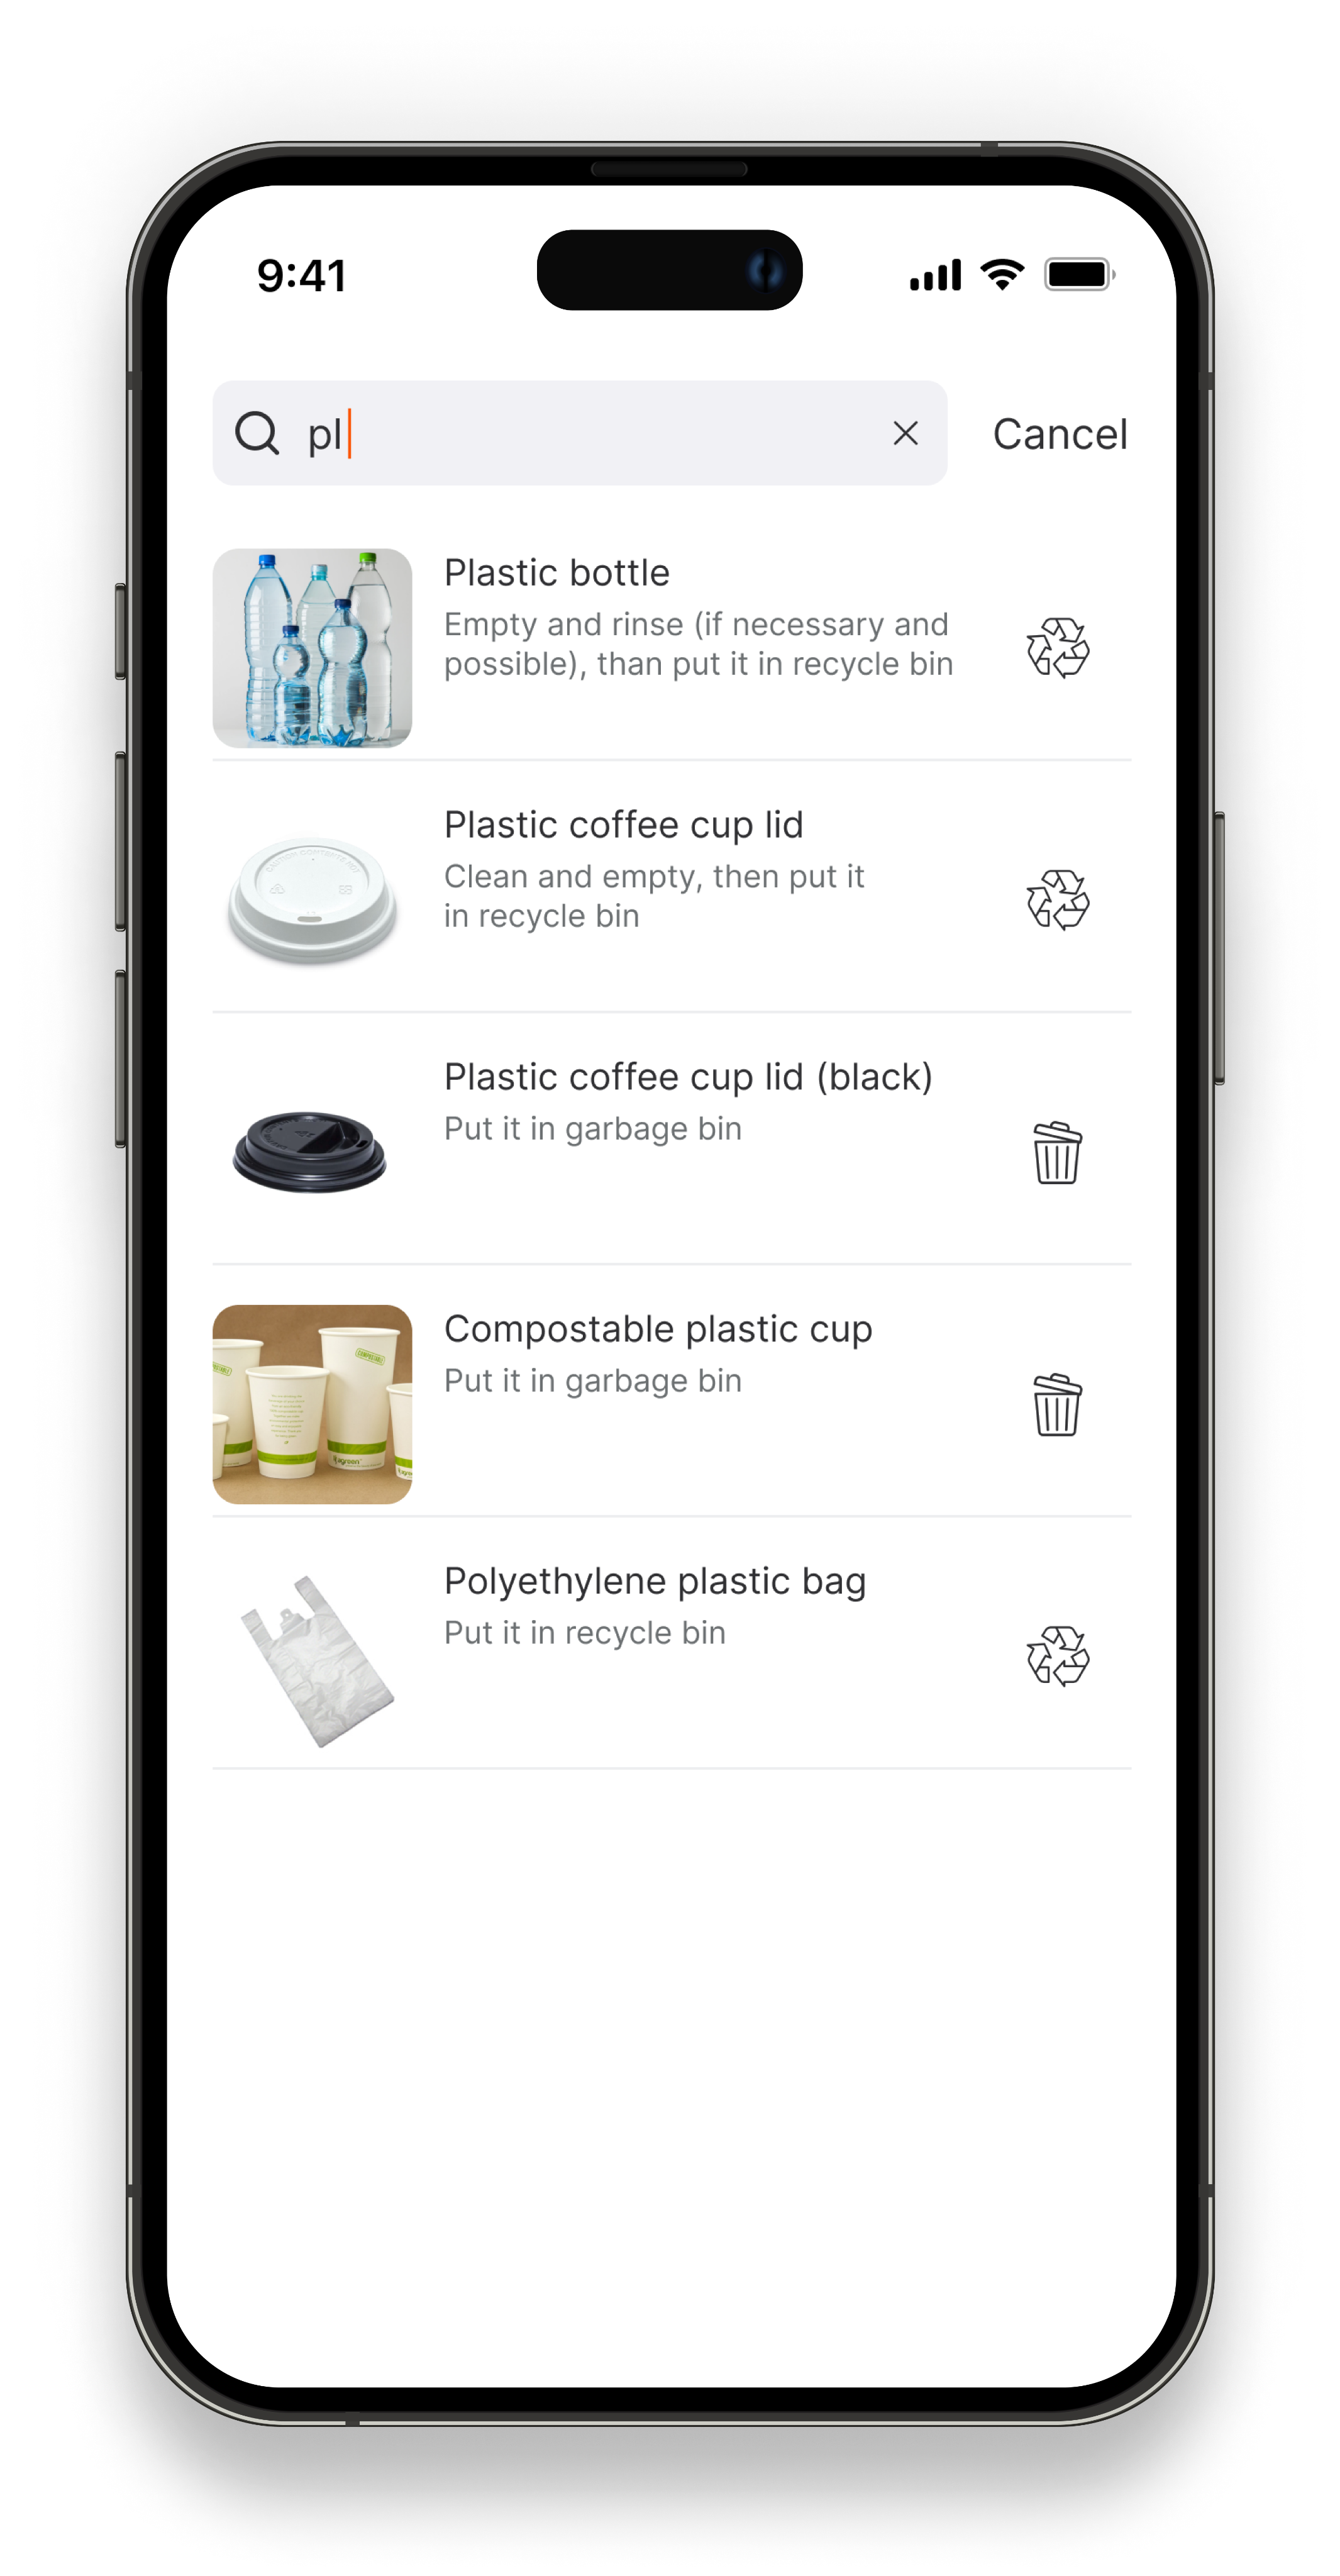 9:41
pl
Cancel
Plastic bottle
Empty and rinse (if necessary and
possible), than put it in recycle bin
Plastic coffee cup lid
Clean and empty, then put it
in recycle bin
Plastic coffee cup lid (black)
Put it in garbage bin
Compostable plastic cup
Put it in garbage bin
COMPOSTABLE
agreen
Polyethylene plastic bag
Put it in recycle bin